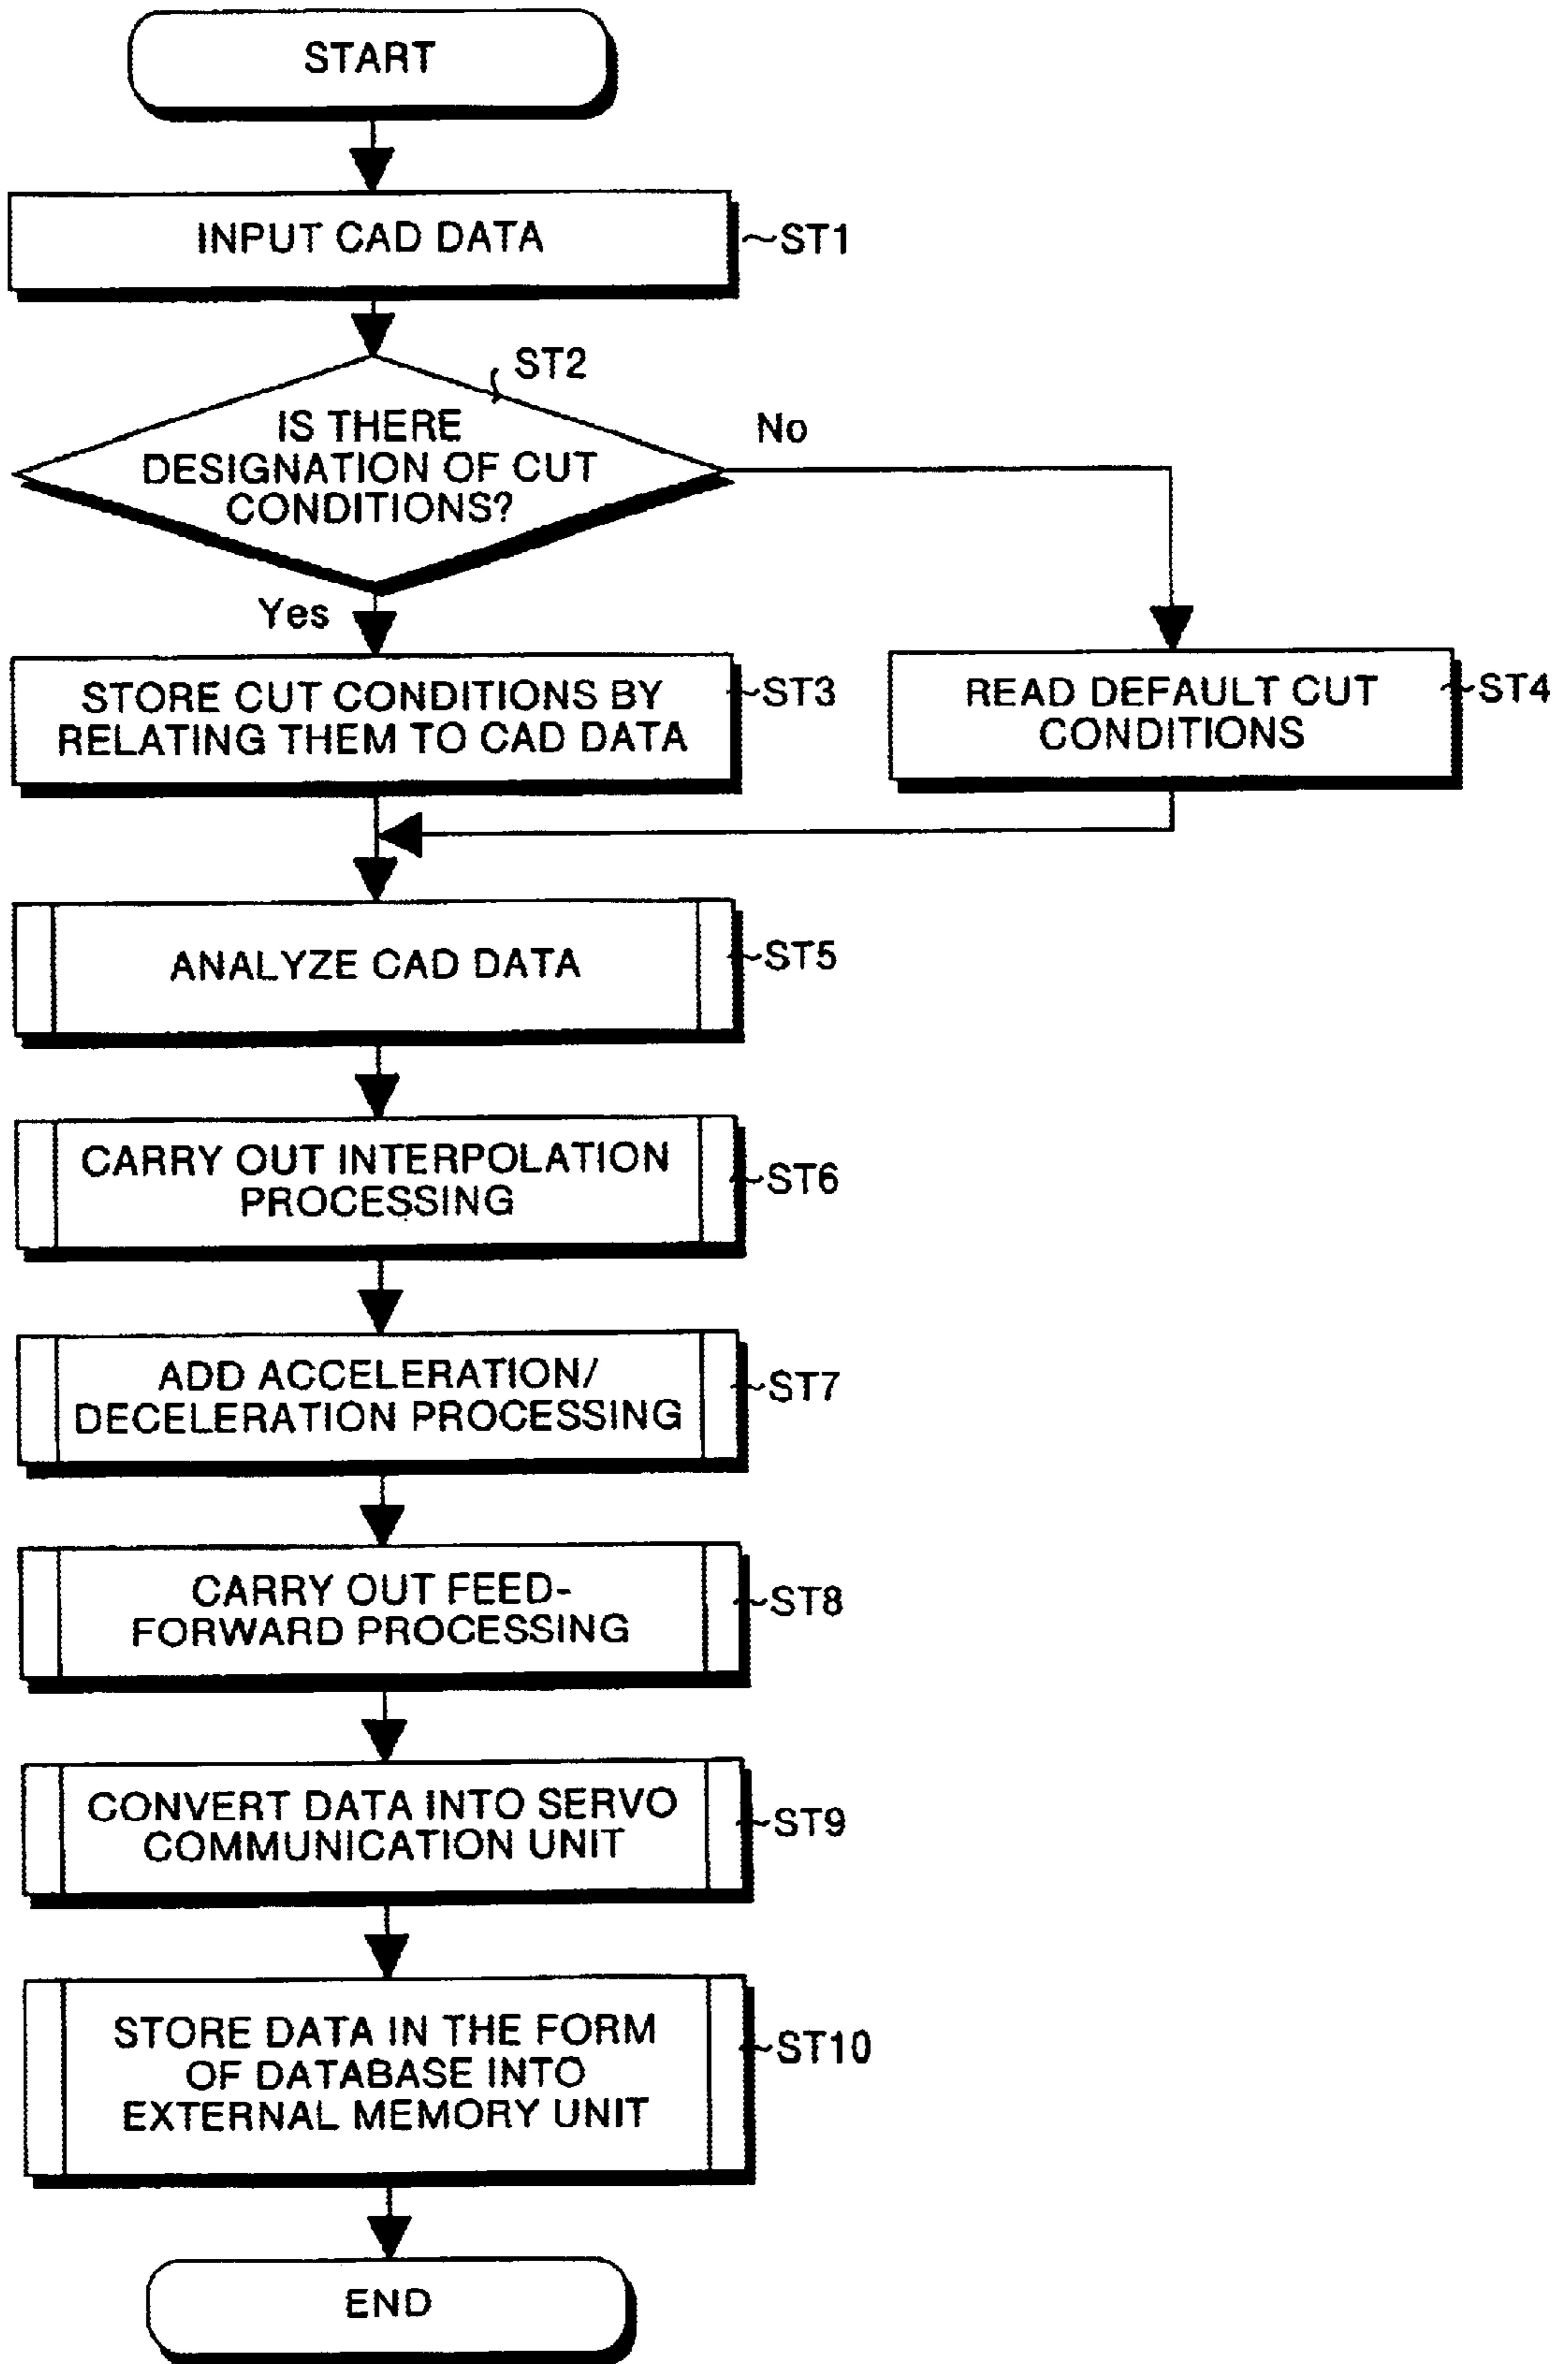 START
INPUT CAD DATA
~ST1
ST2
IS THERE
DESIGNATION OF CUT
CONDITIONS?
No
Yes
STORE CUT CONDITIONS BY
RELATING THEM TO CAD DATA
ST3
READ DEFAULT CUT
CONDITIONS
ST4
ANALYZE CAD DATA
ST5
CARRY OUT INTERPOLATION
PROCESSING
ST6
ADD ACCELERATION/
DECELERATION PROCESSING
ST7
CARRY OUT FEED-
FORWARD PROCESSING
ST8
CONVERT DATA INTO SERVO
COMMUNICATION UNIT
ST9
STORE DATA IN THE FORM
OF DATABASE INTO
EXTERNAL MEMORY UNIT
ST10
END